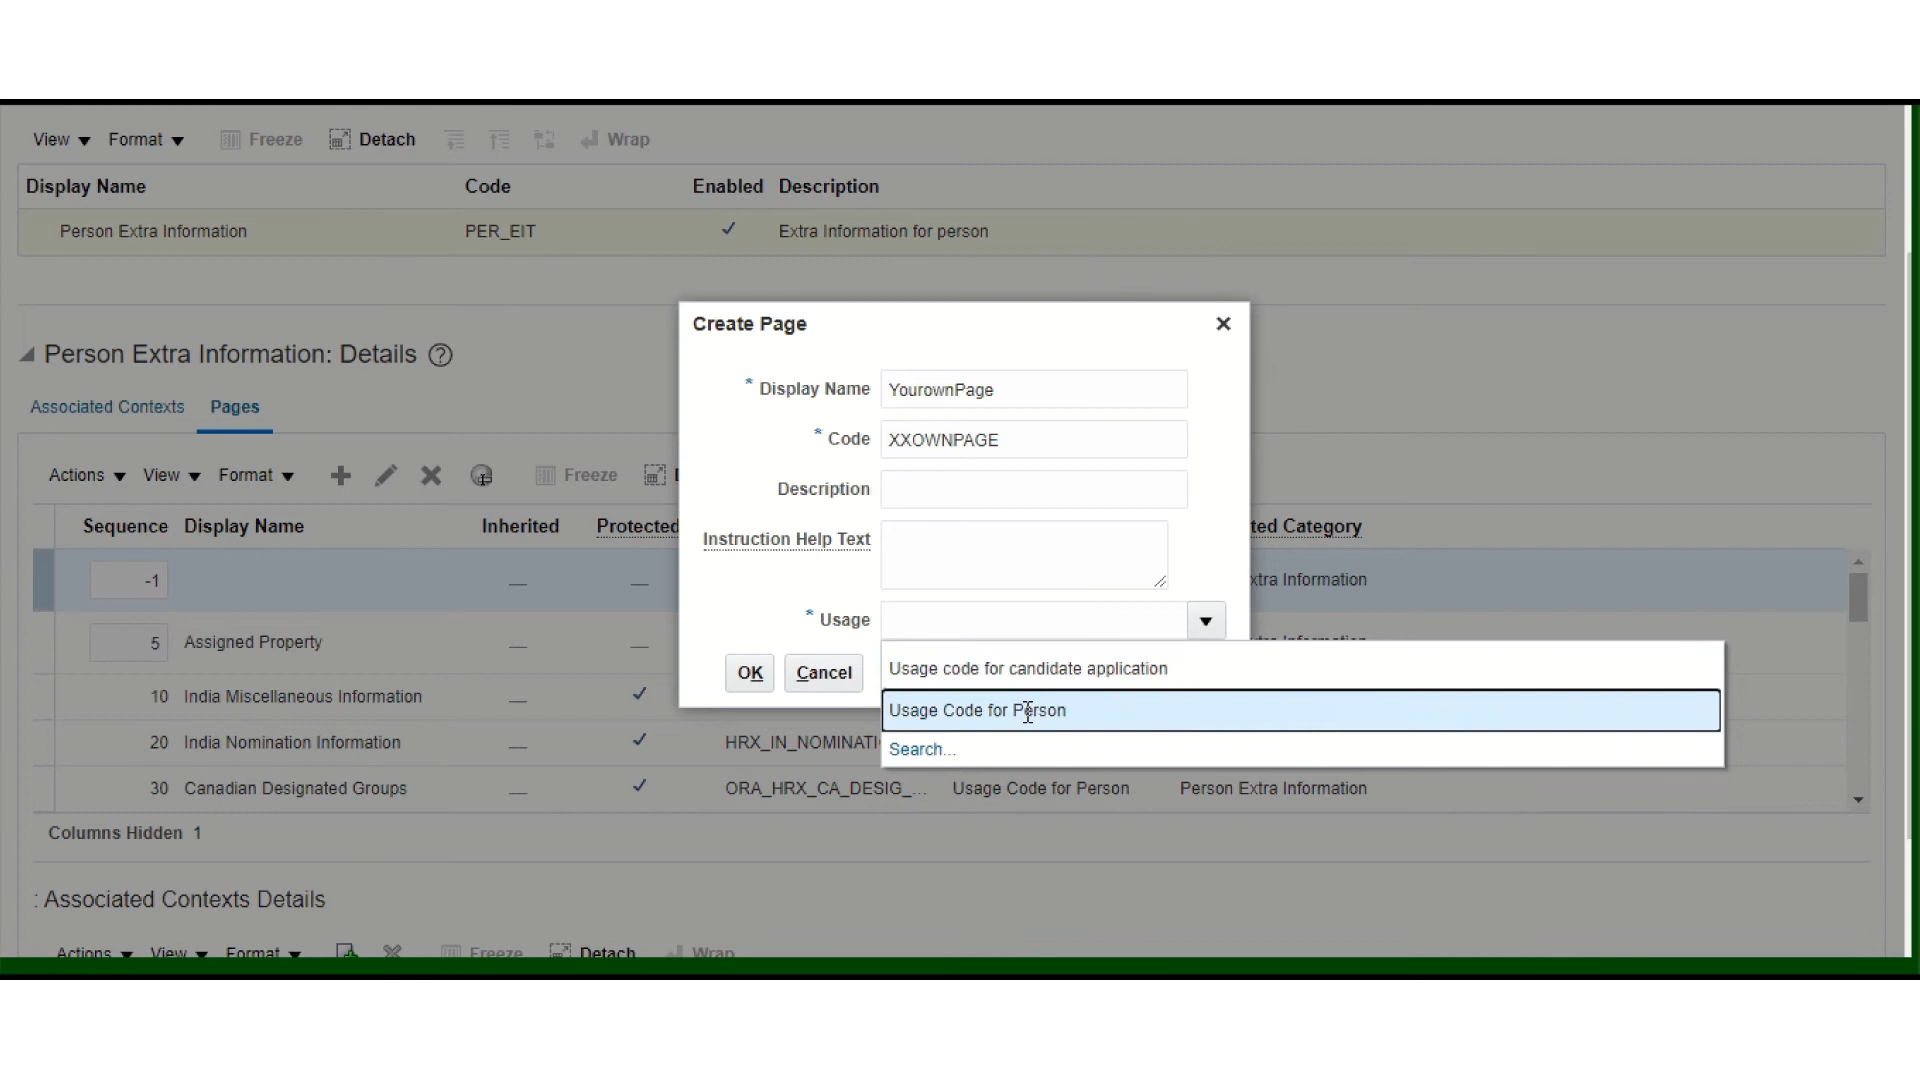 View Format Freeze Detach Wrap
Display Name Code Enabled Description
Person Extra Information PER_EIT Extra Information for person
Create Page
Person Extra Information: Details
* Display Name YourownPage
Associated Contexts Pages
* Code XXOWNPAGE
Actions View Format Freeze
Description
Sequence Display Name Inherited Protected ted Category
Instruction Help Text
-1 xtra Information
* Usage
5 Assigned Property
OK Cancel
Usage code for candidate application
10 India Miscellaneous Information
Usage Code for Person
20 India Nomination Information HRX_IN_NOMINATI
Search...
30 Canadian Designated Groups ORA_HRX_CA_DESIG_... Usage Code for Person Person Extra Information
Columns Hidden 1
: Associated Contexts Details
Actions View Format Freeze Detach Wrap